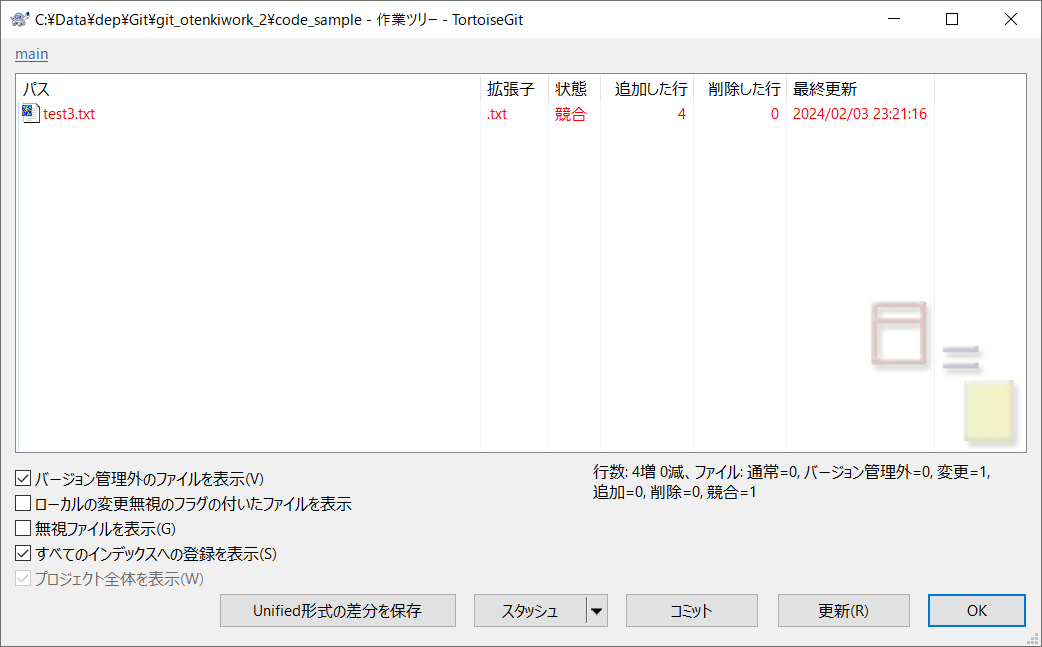 C:¥Data¥dep¥Git¥git_otenkiwork_2¥code_sample - 作業ツリー - TortoiseGit
main
パス 拡張子 状態 追加した行 削除した行 最終更新
test3.txt .txt 競合 4 0 2024/02/03 23:21:16
バージョン管理外のファイルを表示(V)
ローカルの変更無視のフラグの付いたファイルを表示
無視ファイルを表示(G)
すべてのインデックスへの登録を表示(S)
プロジェクト全体を表示(W)
行数: 4増 0減、ファイル: 通常=0, バージョン管理外=0, 変更=1,
追加=0, 削除=0, 競合=1
Unified形式の差分を保存 スタッシュ コミット 更新(R) OK